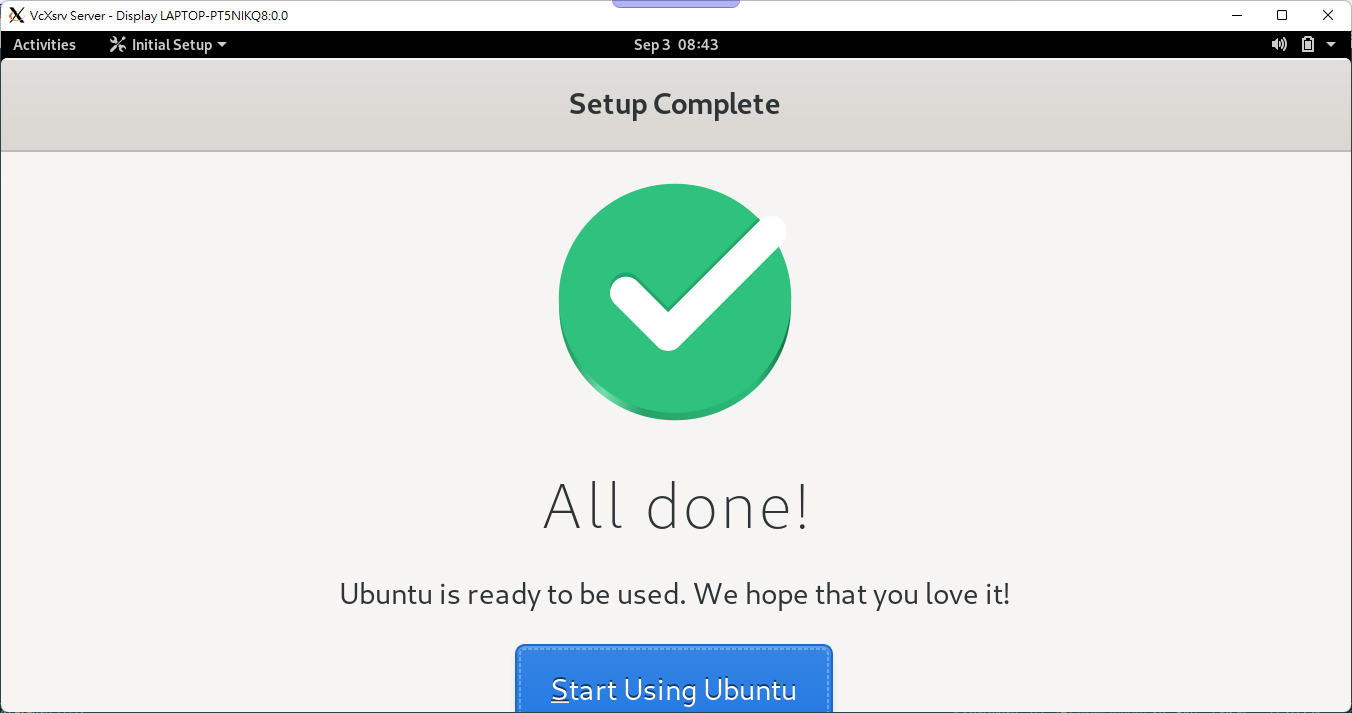 VcXsrv Server - Display LAPTOP-PT5NIKQ8:0.0
Activities Initial Setup Sep 3 08:43
Setup Complete
All done!
Ubuntu is ready to be used. We hope that you love it!
Start Using Ubuntu